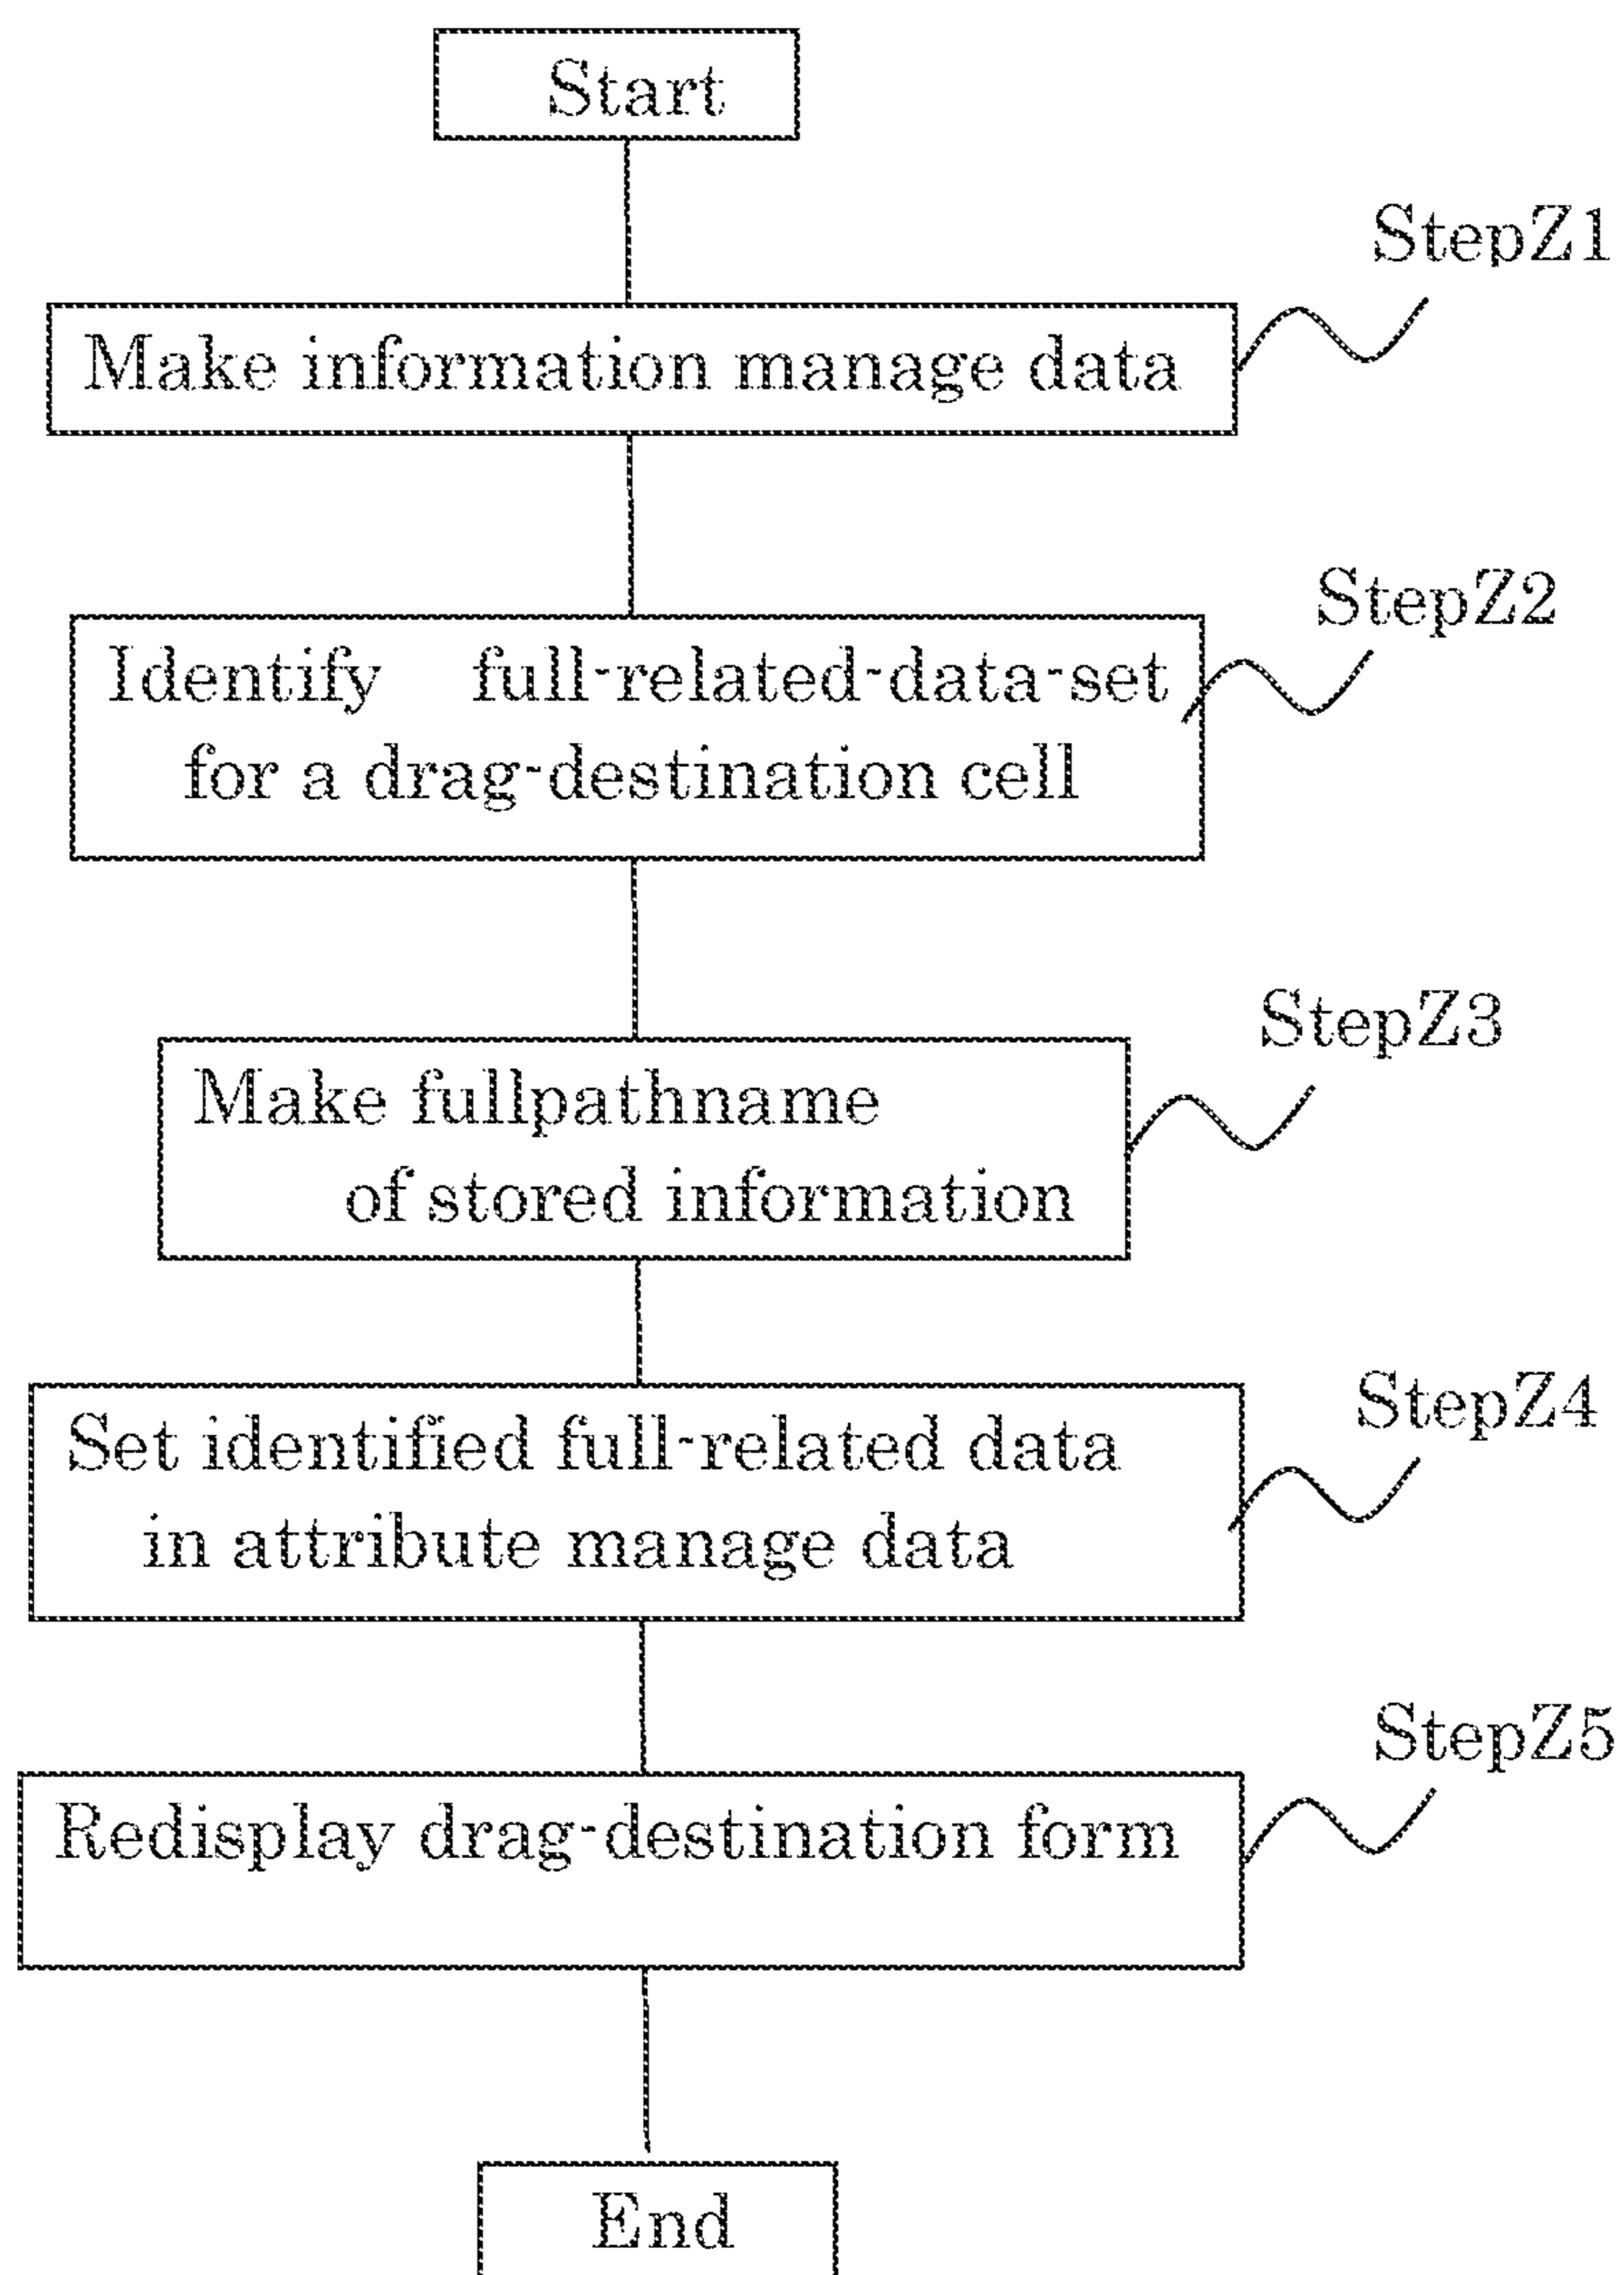 Start
StepZ1
Make information manage data
StepZ2
Identify full-related-data-set
for a drag-destination cell
StepZ3
Make fullpathname
of stored information
StepZ4
Set identified full-related data
in attribute manage data
StepZ5
Redisplay drag-destination form
End